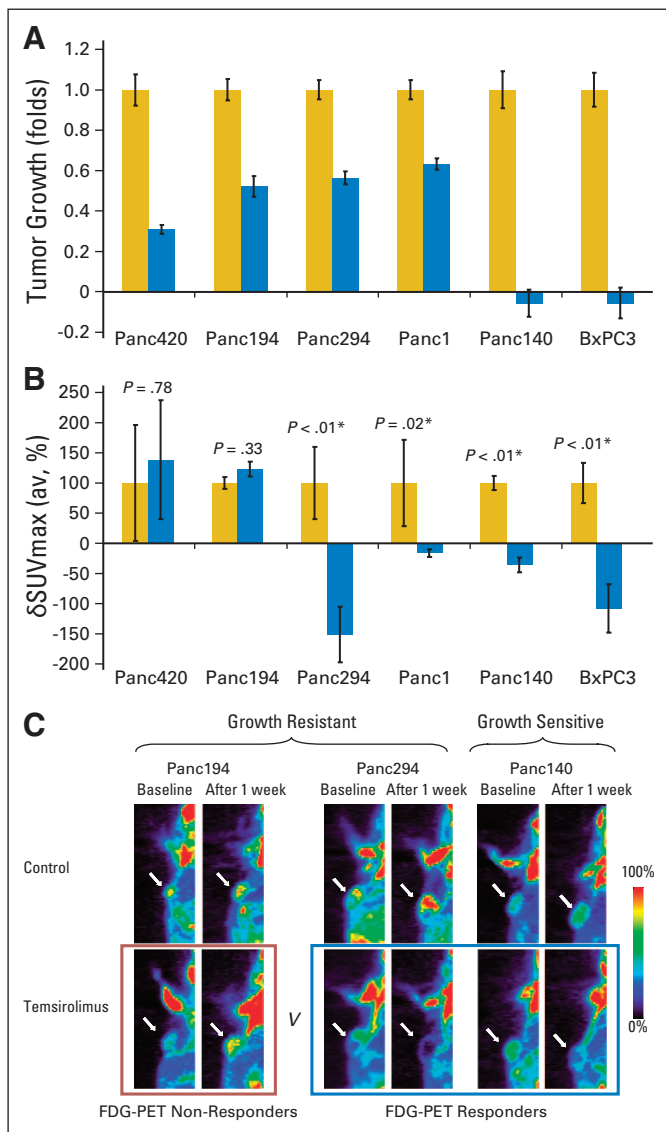 A
Tumor Growth (folds)
1.2
1.0
0.8
0.6
0.4
0.2
0
-0.2
Panc420 Panc194 Panc294 Panc1 Panc140 BxPC3
B
δSUVmax (av, %)
250
200
150
100
50
0
-50
-100
-150
-200
P = .78
P = .33
P < .01*
P = .02*
P < .01*
P < .01*
Panc420 Panc194 Panc294 Panc1 Panc140 BxPC3
C
Growth Resistant Growth Sensitive
Panc194 Panc294 Panc140
Baseline After 1 week Baseline After 1 week Baseline After 1 week
Control
100%
0%
Temsirolimus
V
FDG-PET Non-Responders FDG-PET Responders